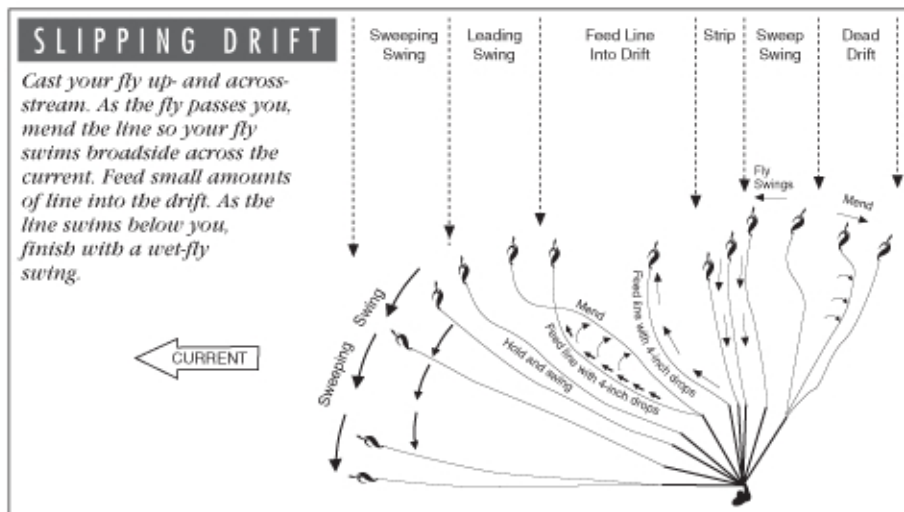 SLIPPING DRIFT
Cast your fly up- and across-
stream. As the fly passes you,
mend the line so your fly
swims broadside across the
current. Feed small amounts
of line into the drift. As the
line swims below you,
finish with a wet-fly
swing.
Sweeping
Swing
Leading
Swing
Feed Line
Into Drift
Strip
Sweep
Swing
Dead
Drift
Fly
Swings
Mend
Mend
Feed line with 4-inch drops
Feed line with 4-inch drops
Hold and swing
Sweeping Swing
CURRENT